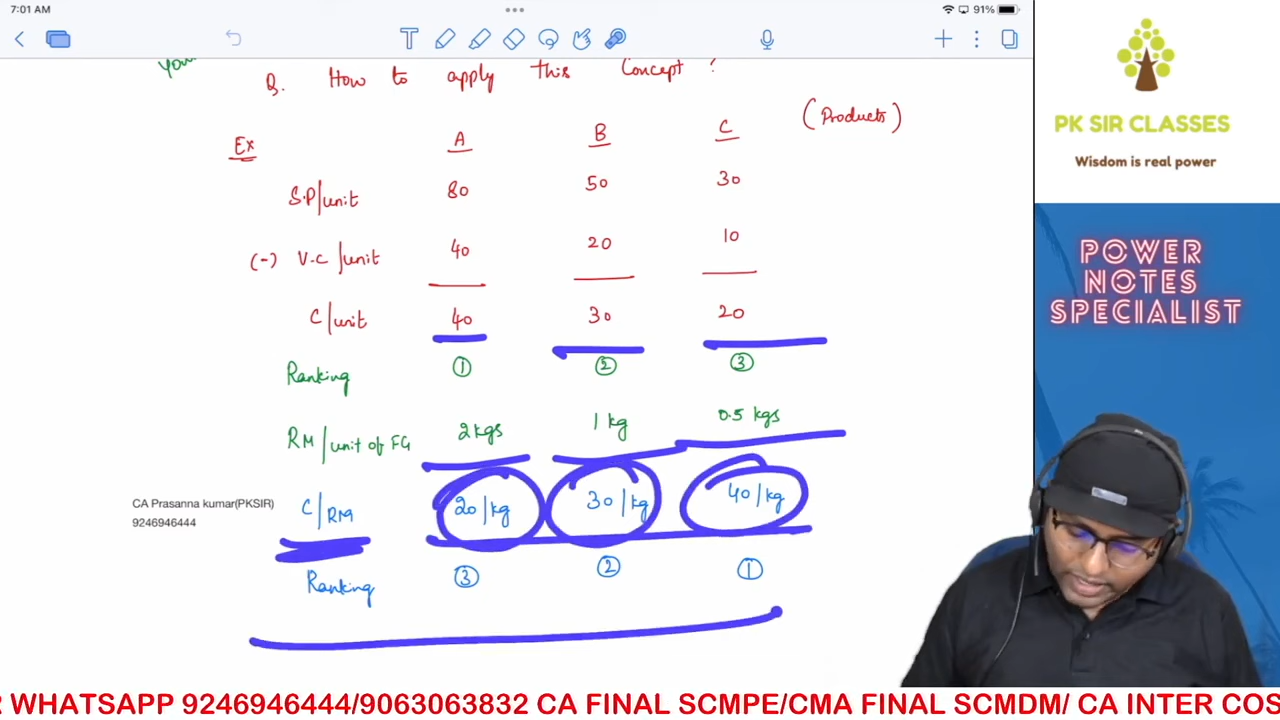 7:01 AM
91%
You
Q. How to apply this Concept ?
(Products)
Ex A B C
S.P/unit 80 50 30
(-) V.C/unit 40 20 10
C/unit 40 30 20
Ranking ① ② ③
RM/unit of FG 2kgs 1 kg 0.5 kgs
C/RM 20/kg 30/kg 40/kg
Ranking ③ ② ①
CA Prasanna kumar(PKSIR)
9246946444
PK SIR CLASSES
Wisdom is real power
POWER
NOTES
SPECIALIST
R WHATSAPP 9246946444/9063063832 CA FINAL SCMPE/CMA FINAL SCMDM/ CA INTER COS